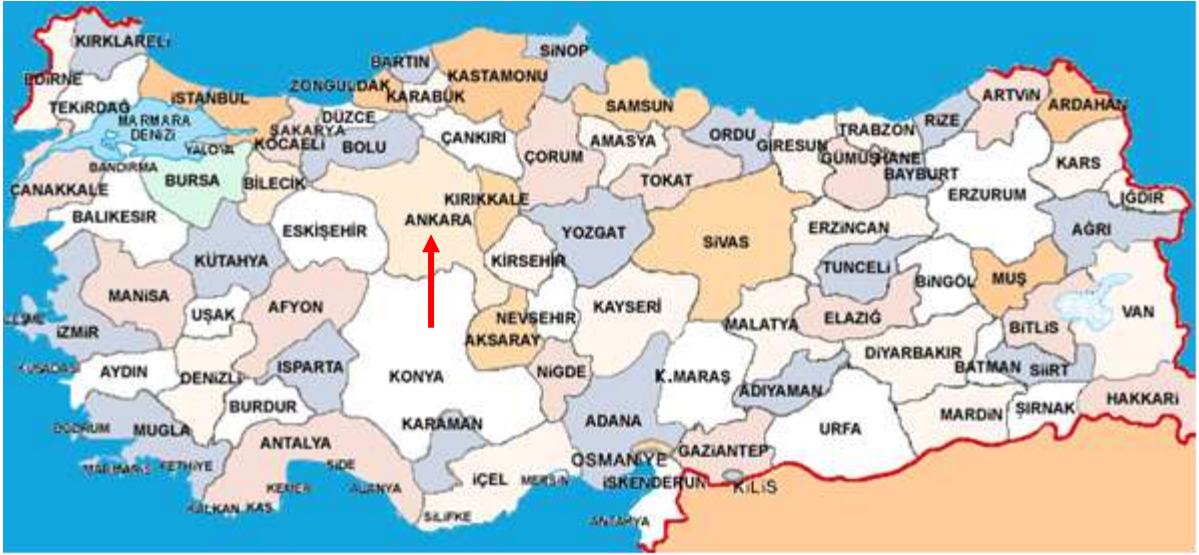 KIRKLARELİ
EDİRNE
TEKİRDAĞ
İSTANBUL
MARMARA
DENİZİ
YALOVA
KOCAELİ
SAKARYA
DÜZCE
ZONGULDAK
BARTIN
KARABÜK
KASTAMONU
SİNOP
SAMSUN
BOLU
ÇANKIRI
ÇORUM
AMASYA
ORDU
GİRESUN
TRABZON
RİZE
ARTVİN
ARDAHAN
GÜMÜŞHANE
BAYBURT
KARS
IĞDIR
ERZURUM
AĞRI
BANDIRMA
ÇANAKKALE
BURSA
BİLECİK
BALIKESIR
ESKİŞEHİR
ANKARA
KIRIKKALE
KIRŞEHİR
YOZGAT
TOKAT
SİVAS
ERZİNCAN
TUNCELİ
BİNGÖL
MUŞ
BİTLİS
VAN
KÜTAHYA
MANİSA
UŞAK
AFYON
İZMİR
AYDIN
DENİZLİ
ISPARTA
BURDUR
KONYA
AKSARAY
NEVŞEHIR
KAYSERİ
NİGDE
MALATYA
ELAZIĞ
DİYARBAKIR
BATMAN
SİİRT
HAKKARİ
ŞIRNAK
MARDİN
URFA
ADIYAMAN
K.MARAŞ
ADANA
KARAMAN
OSMANİYE
GAZİANTEP
KİLİS
İSKENDERUN
ANTAKYA
İÇEL
MERSİN
SİLİFKE
ANTALYA
SİDE
KEMER
ALANYA
KALKAN
KAŞ
MUGLA
BODRUM
MARMARİS
FETHİYE
KUŞADASI